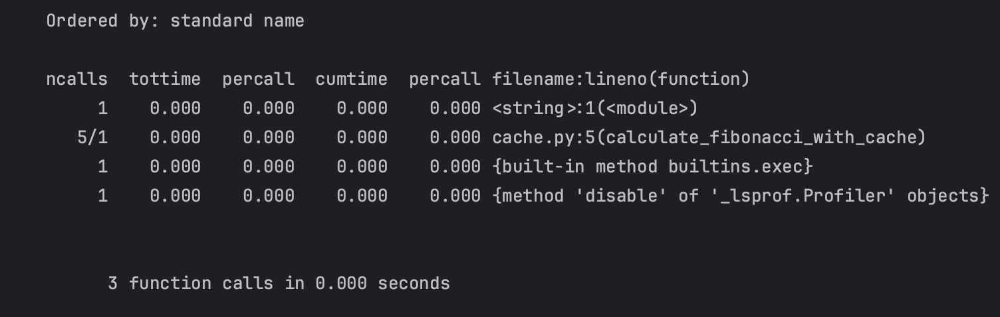 Ordered by: standard name
ncalls  tottime  percall  cumtime  percall filename:lineno(function)
1    0.000    0.000    0.000    0.000 <string>:1(<module>)
5/1    0.000    0.000    0.000    0.000 cache.py:5(calculate_fibonacci_with_cache)
1    0.000    0.000    0.000    0.000 {built-in method builtins.exec}
1    0.000    0.000    0.000    0.000 {method 'disable' of '_lsprof.Profiler' objects}
3 function calls in 0.000 seconds